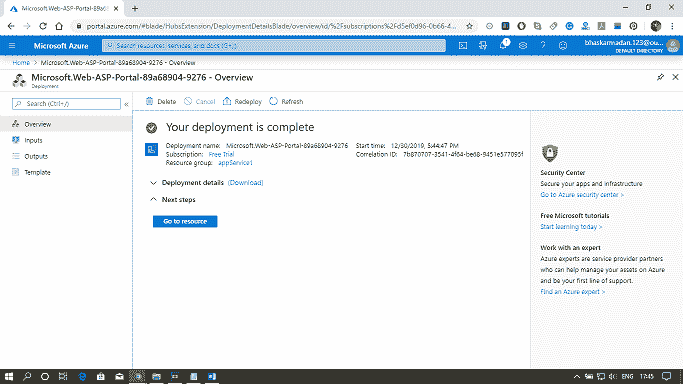 Microsoft.Web-ASP-Portal-89a68
portal.azure.com/#blade/HubsExtension/DeploymentDetailsBlade/overview/id/%2Fsubscriptions%2Fd5ef0d96-0b66-4...
Microsoft Azure
Search resources, services, and docs (G+/)
1
bhaskarmadan.123@ou...
DEFAULT DIRECTORY
Home > Microsoft.Web-ASP-Portal-89a68904-9276 - Overview
Microsoft.Web-ASP-Portal-89a68904-9276 - Overview
Deployment
Search (Ctrl+/)
Overview
Inputs
Outputs
Template
Delete Cancel Redeploy Refresh
Your deployment is complete
Deployment name: Microsoft.Web-ASP-Portal-89a68904-9276
Subscription: Free Trial
Resource group: appService1
Start time: 12/30/2019, 5:44:47 PM
Correlation ID: 7b870707-3541-4f64-be68-9451e577095f
Deployment details (Download)
Next steps
Go to resource
Security Center
Secure your apps and infrastructure
Go to Azure security center >
Free Microsoft tutorials
Start learning today >
Work with an expert
Azure experts are service provider partners
who can help manage your assets on Azure
and be your first line of support.
Find an Azure expert >
ENG 17:45